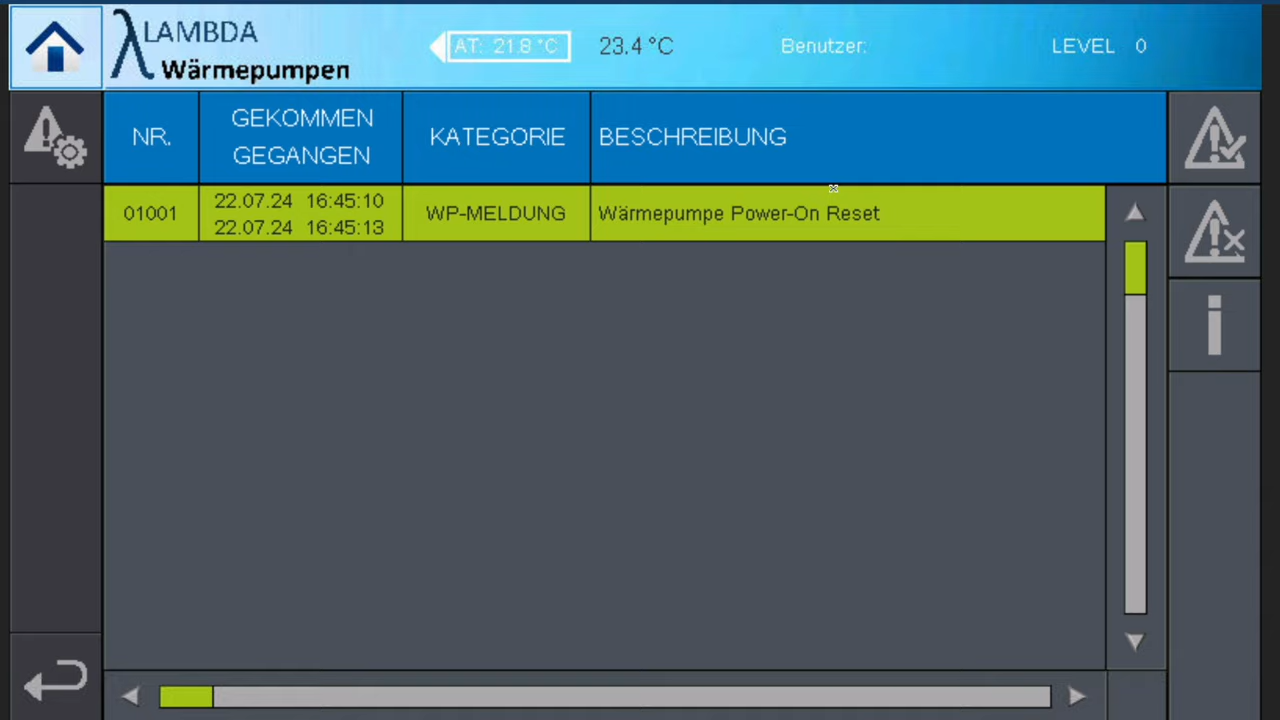 LAMBDA
Wärmepumpen
AT: 21.8 °C
23.4 °C
Benutzer:
LEVEL 0
NR.
GEKOMMEN
GEGANGEN
KATEGORIE
BESCHREIBUNG
01001
22.07.24 16:45:10
22.07.24 16:45:13
WP-MELDUNG
Wärmepumpe Power-On Reset